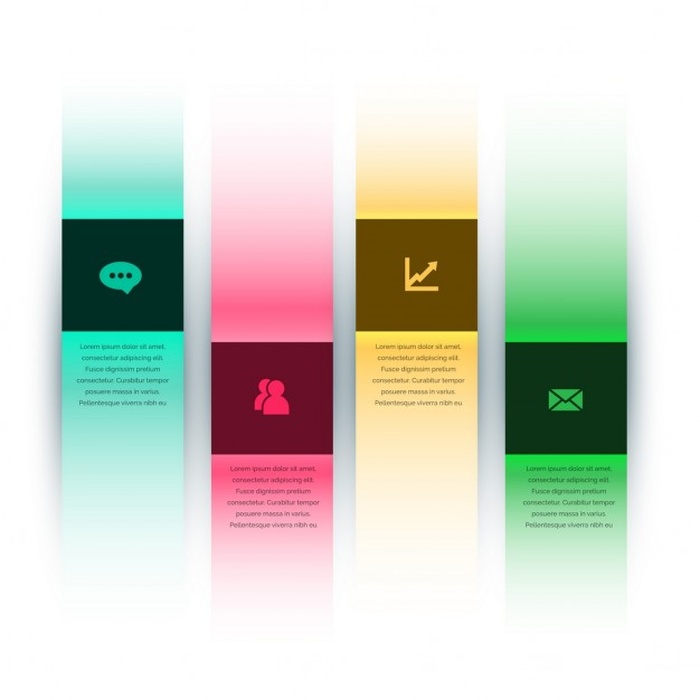 Lorem ipsum dolor sit amet,
consectetur adipiscing elit.
Fusce dignissim pretium
consectetur. Curabitur tempor
posuere massa in varius.
Pellentesque viverra nibh eu
Lorem ipsum dolor sit amet,
consectetur adipiscing elit.
Fusce dignissim pretium
consectetur. Curabitur tempor
posuere massa in varius.
Pellentesque viverra nibh eu
Lorem ipsum dolor sit amet,
consectetur adipiscing elit.
Fusce dignissim pretium
consectetur. Curabitur tempor
posuere massa in varius.
Pellentesque viverra nibh eu
Lorem ipsum dolor sit amet,
consectetur adipiscing elit.
Fusce dignissim pretium
consectetur. Curabitur tempor
posuere massa in varius.
Pellentesque viverra nibh eu